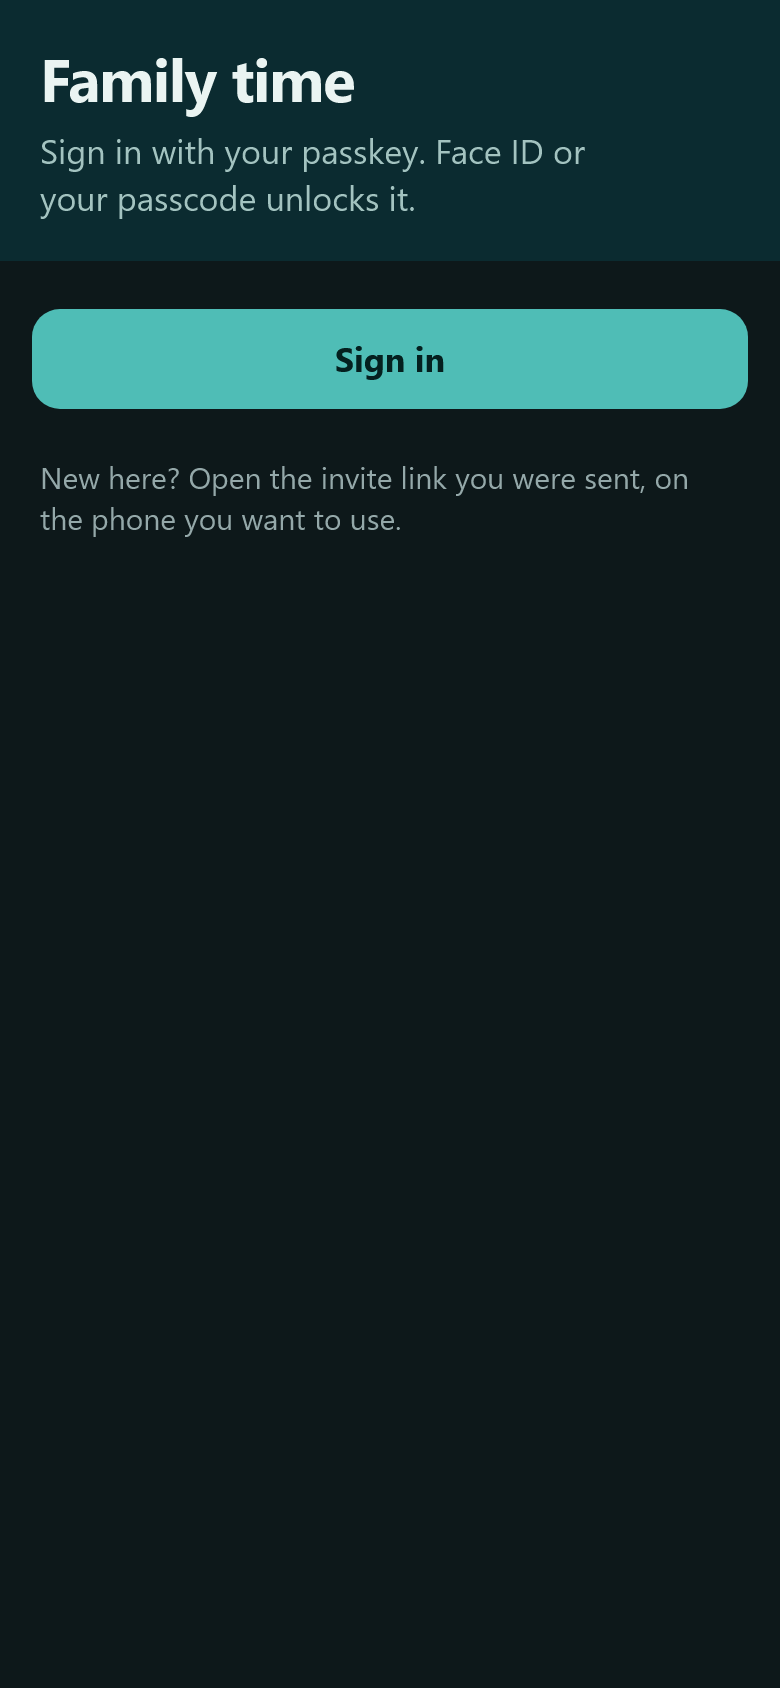 Family time
Sign in with your passkey. Face ID or
your passcode unlocks it.
Sign in
New here? Open the invite link you were sent, on
the phone you want to use.